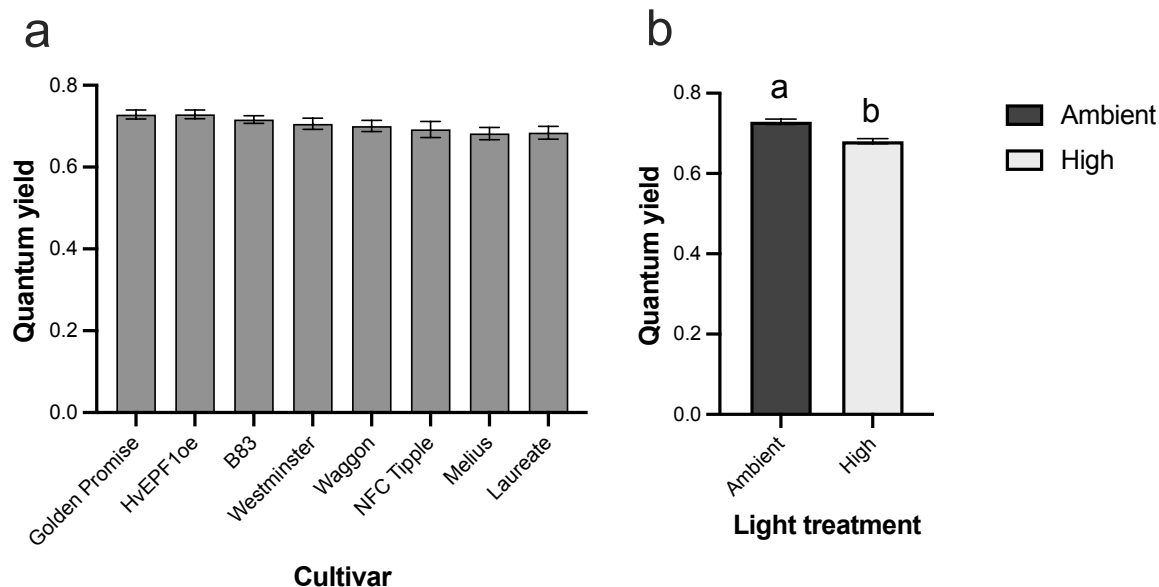 a
0.8
0.6
0.4
0.2
0.0
Quantum yield
Golden Promise
HvEPF1oe
B83
Westminster
Waggon
NFC Tipple
Melius
Laureate
Cultivar
b
0.8
0.6
0.4
0.2
0.0
Quantum yield
a
b
Ambient
High
Light treatment
Ambient
High